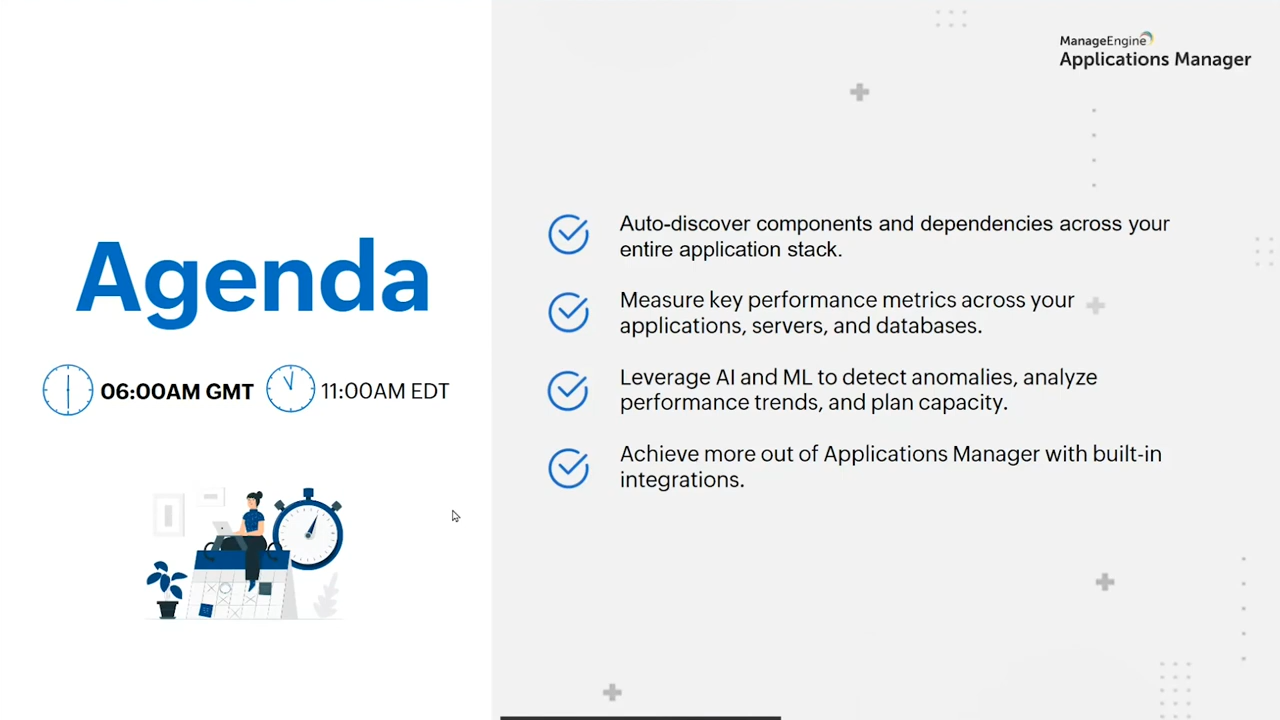 ManageEngine
Applications Manager
Agenda
06:00AM GMT 11:00AM EDT
Auto-discover components and dependencies across your
entire application stack.
Measure key performance metrics across your
applications, servers, and databases.
Leverage AI and ML to detect anomalies, analyze
performance trends, and plan capacity.
Achieve more out of Applications Manager with built-in
integrations.